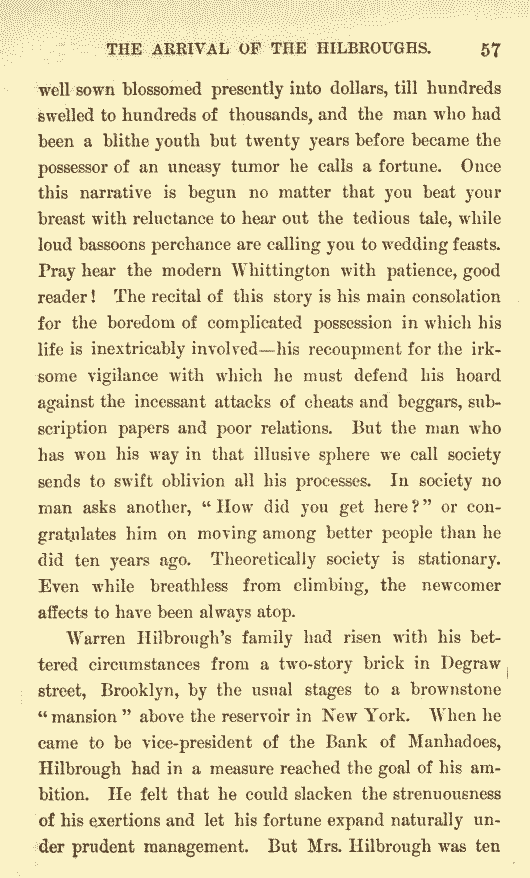 THE ARRIVAL OF THE HILBROUGHS. 57
well sown blossomed presently into dollars, till hundreds
swelled to hundreds of thousands, and the man who had
been a blithe youth but twenty years before became the
possessor of an uneasy tumor he calls a fortune. Once
this narrative is begun no matter that you beat your
breast with reluctance to hear out the tedious tale, while
loud bassoons perchance are calling you to wedding feasts.
Pray hear the modern Whittington with patience, good
reader! The recital of this story is his main consolation
for the boredom of complicated possession in which his
life is inextricably involved—his recoupment for the irk-
some vigilance with which he must defend his hoard
against the incessant attacks of cheats and beggars, sub-
scription papers and poor relations. But the man who
has won his way in that illusive sphere we call society
sends to swift oblivion all his processes. In society no
man asks another, "How did you get here?" or con-
gratulates him on moving among better people than he
did ten years ago. Theoretically society is stationary.
Even while breathless from climbing, the newcomer
affects to have been always atop.
Warren Hilbrough's family had risen with his bet-
tered circumstances from a two-story brick in Degraw
street, Brooklyn, by the usual stages to a brownstone
"mansion" above the reservoir in New York. When he
came to be vice-president of the Bank of Manhadoes,
Hilbrough had in a measure reached the goal of his am-
bition. He felt that he could slacken the strenuousness
of his exertions and let his fortune expand naturally un-
der prudent management. But Mrs. Hilbrough was ten